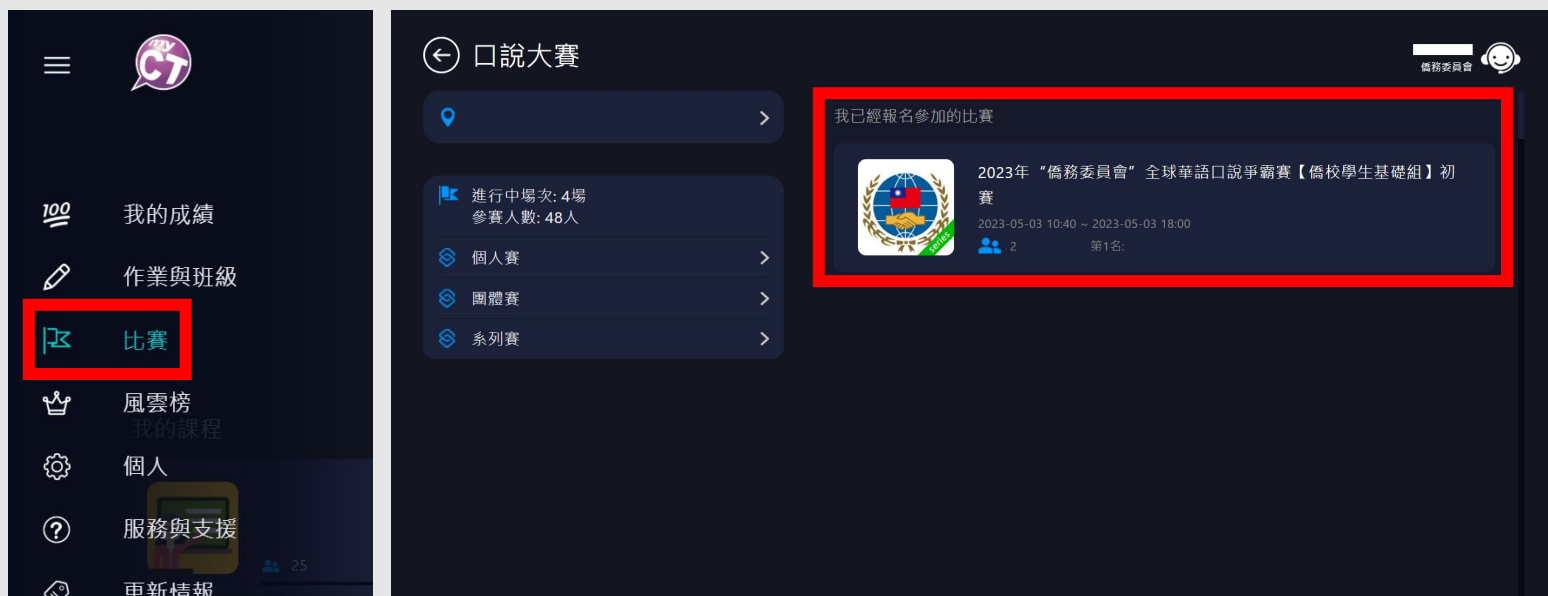 my
CT
100
我的成績
作業與班級
比賽
風雲榜
我的課程
個人
服務與支援
25
更新情報
口說大賽
僑務委員會
進行中場次: 4場
參賽人數: 48人
個人賽
團體賽
系列賽
我已經報名參加的比賽
2023年 “僑務委員會” 全球華語口說爭霸賽【僑校學生基礎組】初
賽
2023-05-03 10:40 ~ 2023-05-03 18:00
2 第1名:
series